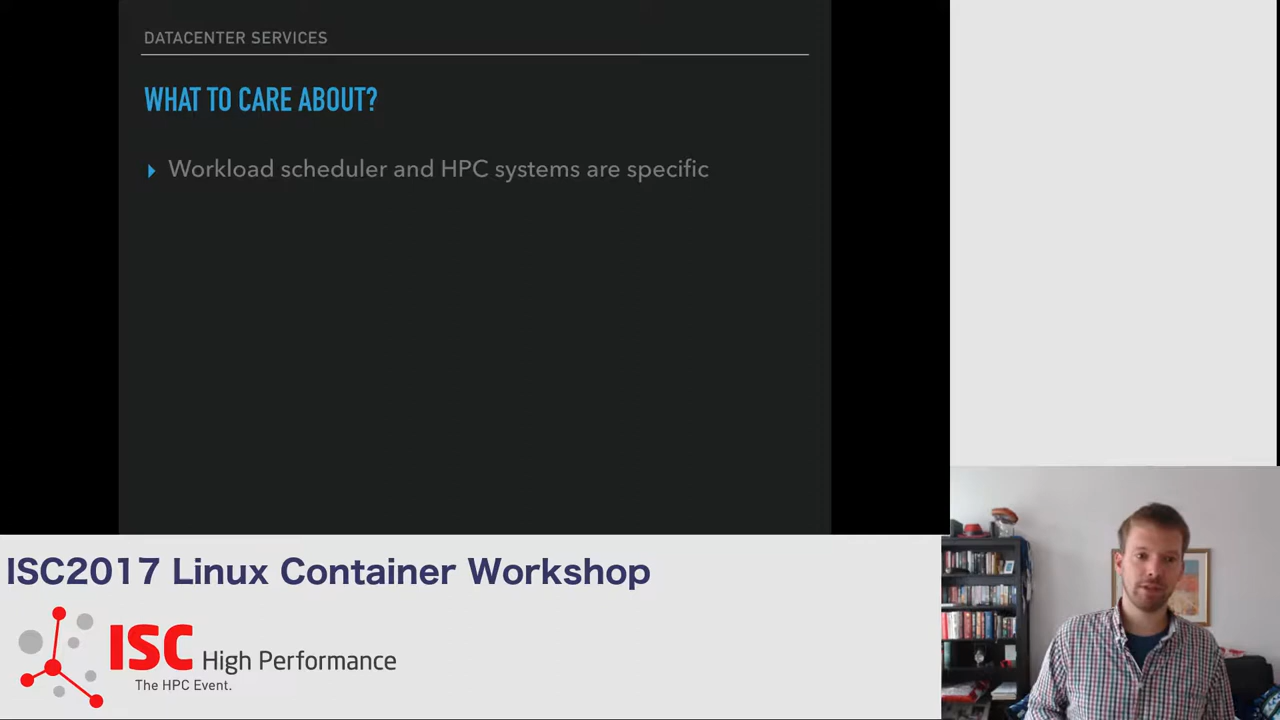 DATACENTER SERVICES
WHAT TO CARE ABOUT?
Workload scheduler and HPC systems are specific
ISC2017 Linux Container Workshop
ISC High Performance
The HPC Event.